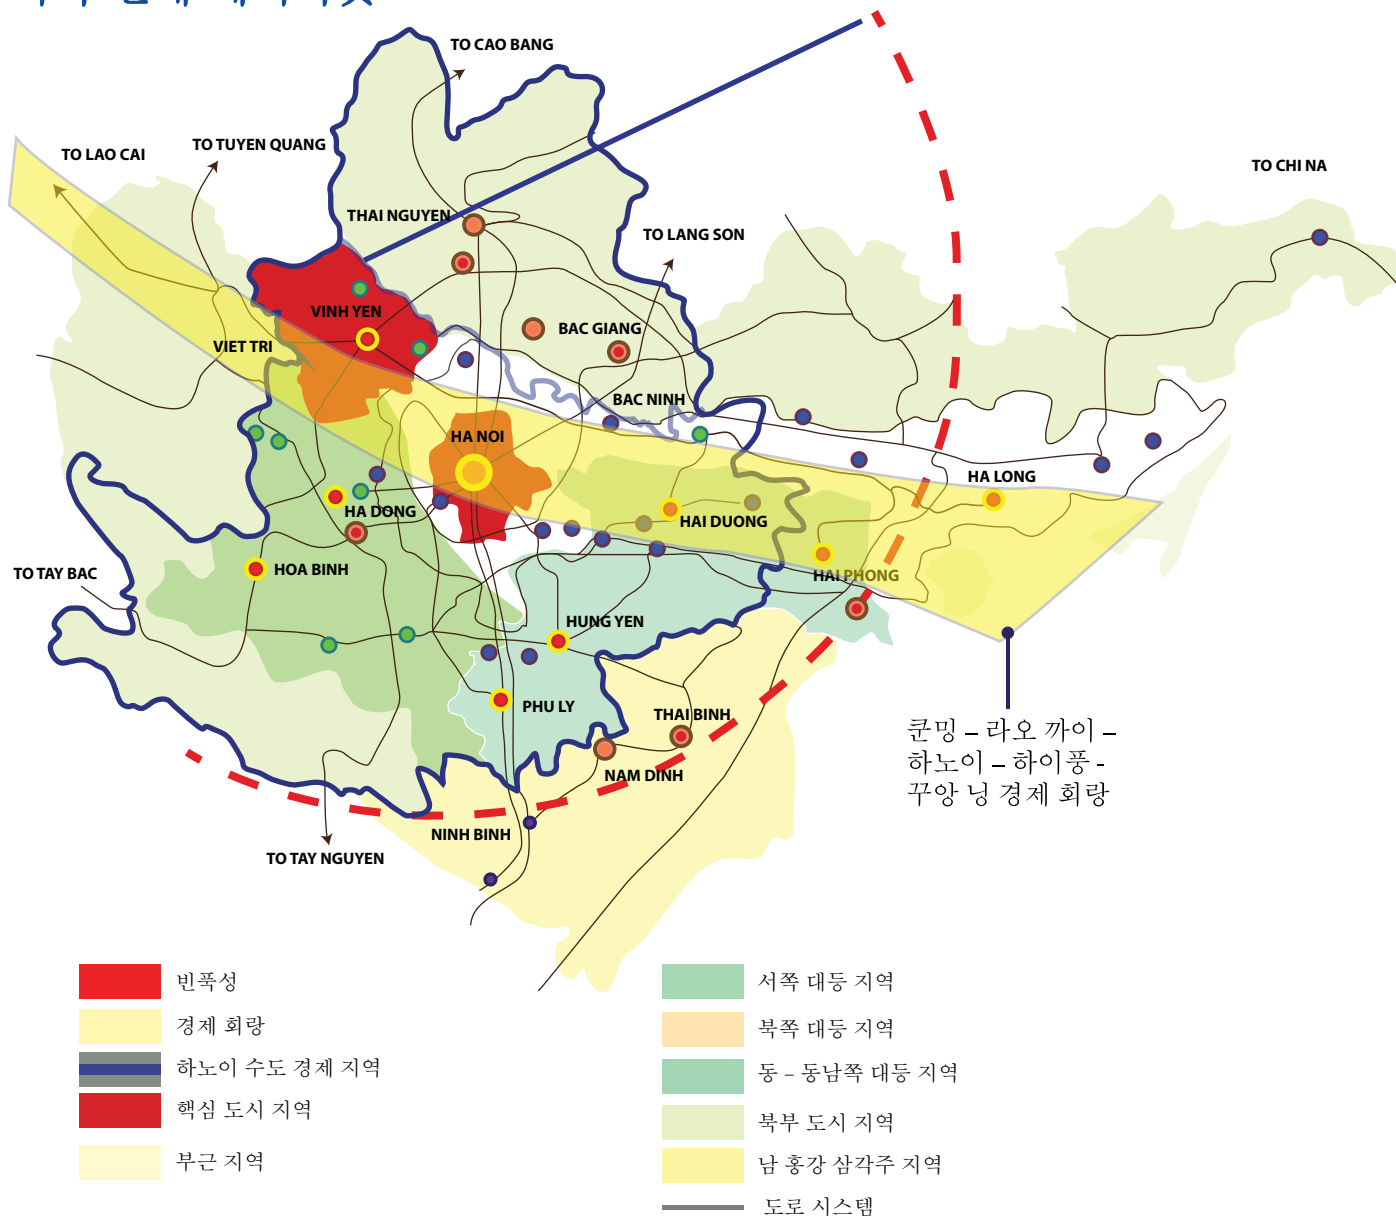 TO CAO BANG
TO LAO CAI
TO TUYEN QUANG
TO CHI NA
THAI NGUYEN
TO LANG SON
VINH YEN
BAC GIANG
VIET TRI
BAC NINH
HA NOI
HA LONG
HA DONG
HAI DUONG
HOA BINH
HAI PHONG
TO TAY BAC
HUNG YEN
PHU LY
THAI BINH
NAM DINH
NINH BINH
TO TAY NGUYEN
쿤밍 – 라오 까이 –
하노이 – 하이퐁 -
꾸앙 닝 경제 회랑
빈푹성
경제 회랑
하노이 수도 경제 지역
핵심 도시 지역
부근 지역
서쪽 대등 지역
북쪽 대등 지역
동 – 동남쪽 대등 지역
북부 도시 지역
남 홍강 삼각주 지역
도로 시스템